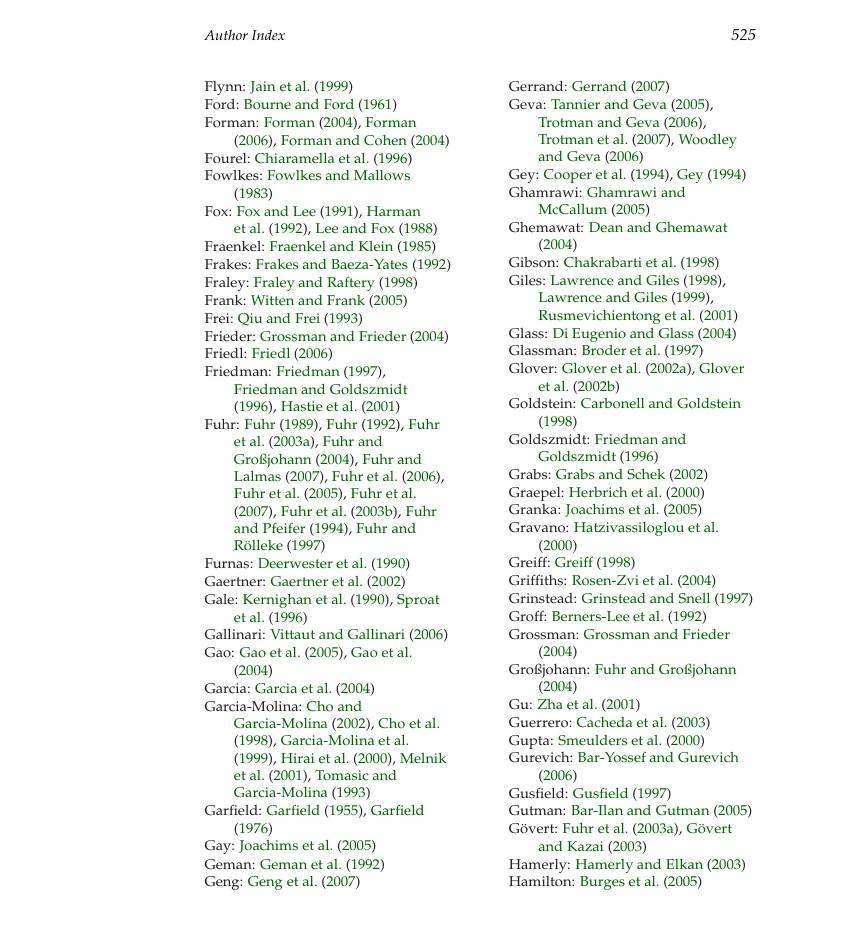 Author Index
525
Flynn: Jain et al. (1999)
Ford: Bourne and Ford (1961)
Forman: Forman (2004), Forman
(2006), Forman and Cohen (2004)
Fourel: Chiaramella et al. (1996)
Fowlkes: Fowlkes and Mallows
(1983)
Fox: Fox and Lee (1991), Harman
et al. (1992), Lee and Fox (1988)
Fraenkel: Fraenkel and Klein (1985)
Frakes: Frakes and Baeza-Yates (1992)
Fraley: Fraley and Raftery (1998)
Frank: Witten and Frank (2005)
Frei: Qiu and Frei (1993)
Frieder: Grossman and Frieder (2004)
Friedl: Friedl (2006)
Friedman: Friedman (1997),
Friedman and Goldszmidt
(1996), Hastie et al. (2001)
Fuhr: Fuhr (1989), Fuhr (1992), Fuhr
et al. (2003a), Fuhr and
Großjohann (2004), Fuhr and
Lalmas (2007), Fuhr et al. (2006),
Fuhr et al. (2005), Fuhr et al.
(2007), Fuhr et al. (2003b), Fuhr
and Pfeifer (1994), Fuhr and
Rölleke (1997)
Furnas: Deerwester et al. (1990)
Gaertner: Gaertner et al. (2002)
Gale: Kernighan et al. (1990), Sproat
et al. (1996)
Gallinari: Vittaut and Gallinari (2006)
Gao: Gao et al. (2005), Gao et al.
(2004)
Garcia: Garcia et al. (2004)
Garcia-Molina: Cho and
Garcia-Molina (2002), Cho et al.
(1998), Garcia-Molina et al.
(1999), Hirai et al. (2000), Melnik
et al. (2001), Tomasic and
Garcia-Molina (1993)
Garfield: Garfield (1955), Garfield
(1976)
Gay: Joachims et al. (2005)
Geman: Geman et al. (1992)
Geng: Geng et al. (2007)
Gerrand: Gerrand (2007)
Geva: Tannier and Geva (2005),
Trotman and Geva (2006),
Trotman et al. (2007), Woodley
and Geva (2006)
Gey: Cooper et al. (1994), Gey (1994)
Ghamrawi: Ghamrawi and
McCallum (2005)
Ghemawat: Dean and Ghemawat
(2004)
Gibson: Chakrabarti et al. (1998)
Giles: Lawrence and Giles (1998),
Lawrence and Giles (1999),
Rusmevichientong et al. (2001)
Glass: Di Eugenio and Glass (2004)
Glassman: Broder et al. (1997)
Glover: Glover et al. (2002a), Glover
et al. (2002b)
Goldstein: Carbonell and Goldstein
(1998)
Goldszmidt: Friedman and
Goldszmidt (1996)
Grabs: Grabs and Schek (2002)
Graepel: Herbrich et al. (2000)
Granka: Joachims et al. (2005)
Gravano: Hatzivassiloglou et al.
(2000)
Greiff: Greiff (1998)
Griffiths: Rosen-Zvi et al. (2004)
Grinstead: Grinstead and Snell (1997)
Groff: Berners-Lee et al. (1992)
Grossman: Grossman and Frieder
(2004)
Großjohann: Fuhr and Großjohann
(2004)
Gu: Zha et al. (2001)
Guerrero: Cacheda et al. (2003)
Gupta: Smeulders et al. (2000)
Gurevich: Bar-Yossef and Gurevich
(2006)
Gusfield: Gusfield (1997)
Gutman: Bar-Ilan and Gutman (2005)
Gövert: Fuhr et al. (2003a), Gövert
and Kazai (2003)
Hamerly: Hamerly and Elkan (2003)
Hamilton: Burges et al. (2005)